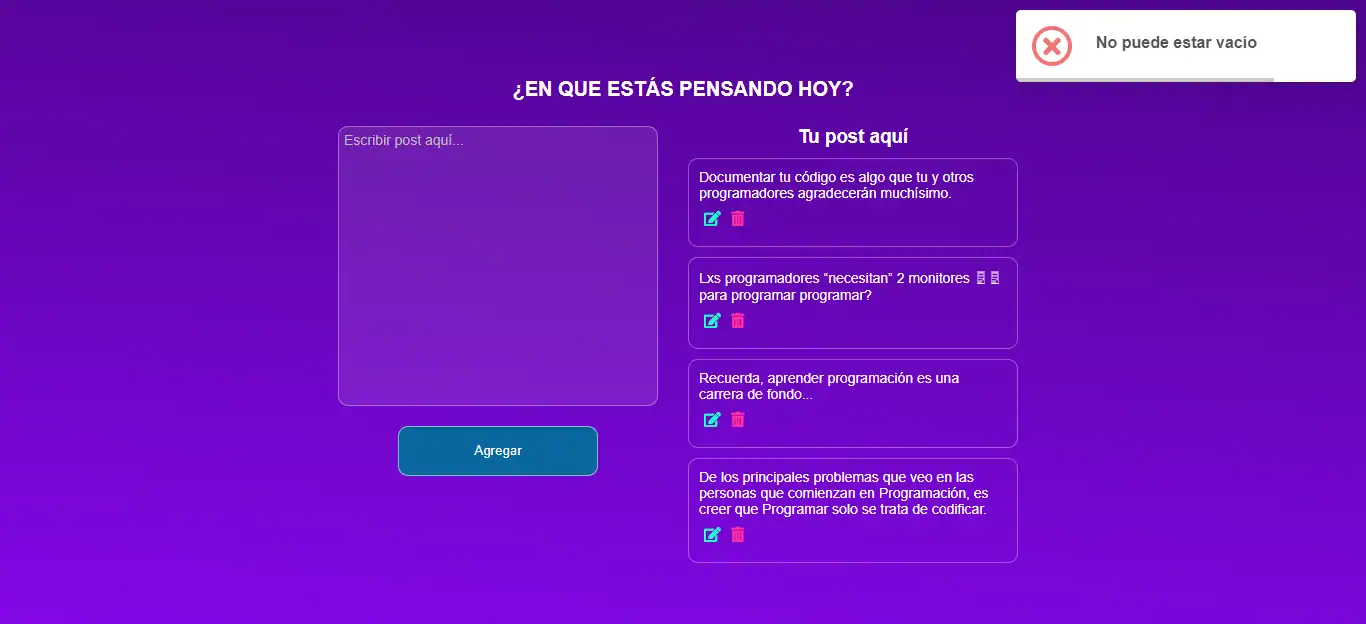 No puede estar vacío
¿EN QUE ESTÁS PENSANDO HOY?
Escribir post aquí...
Agregar
Tu post aquí
Documentar tu código es algo que tu y otros
programadores agradecerán muchísimo.
Lxs programadores “necesitan” 2 monitores
para programar programar?
Recuerda, aprender programación es una
carrera de fondo...
De los principales problemas que veo en las
personas que comienzan en Programación, es
creer que Programar solo se trata de codificar.